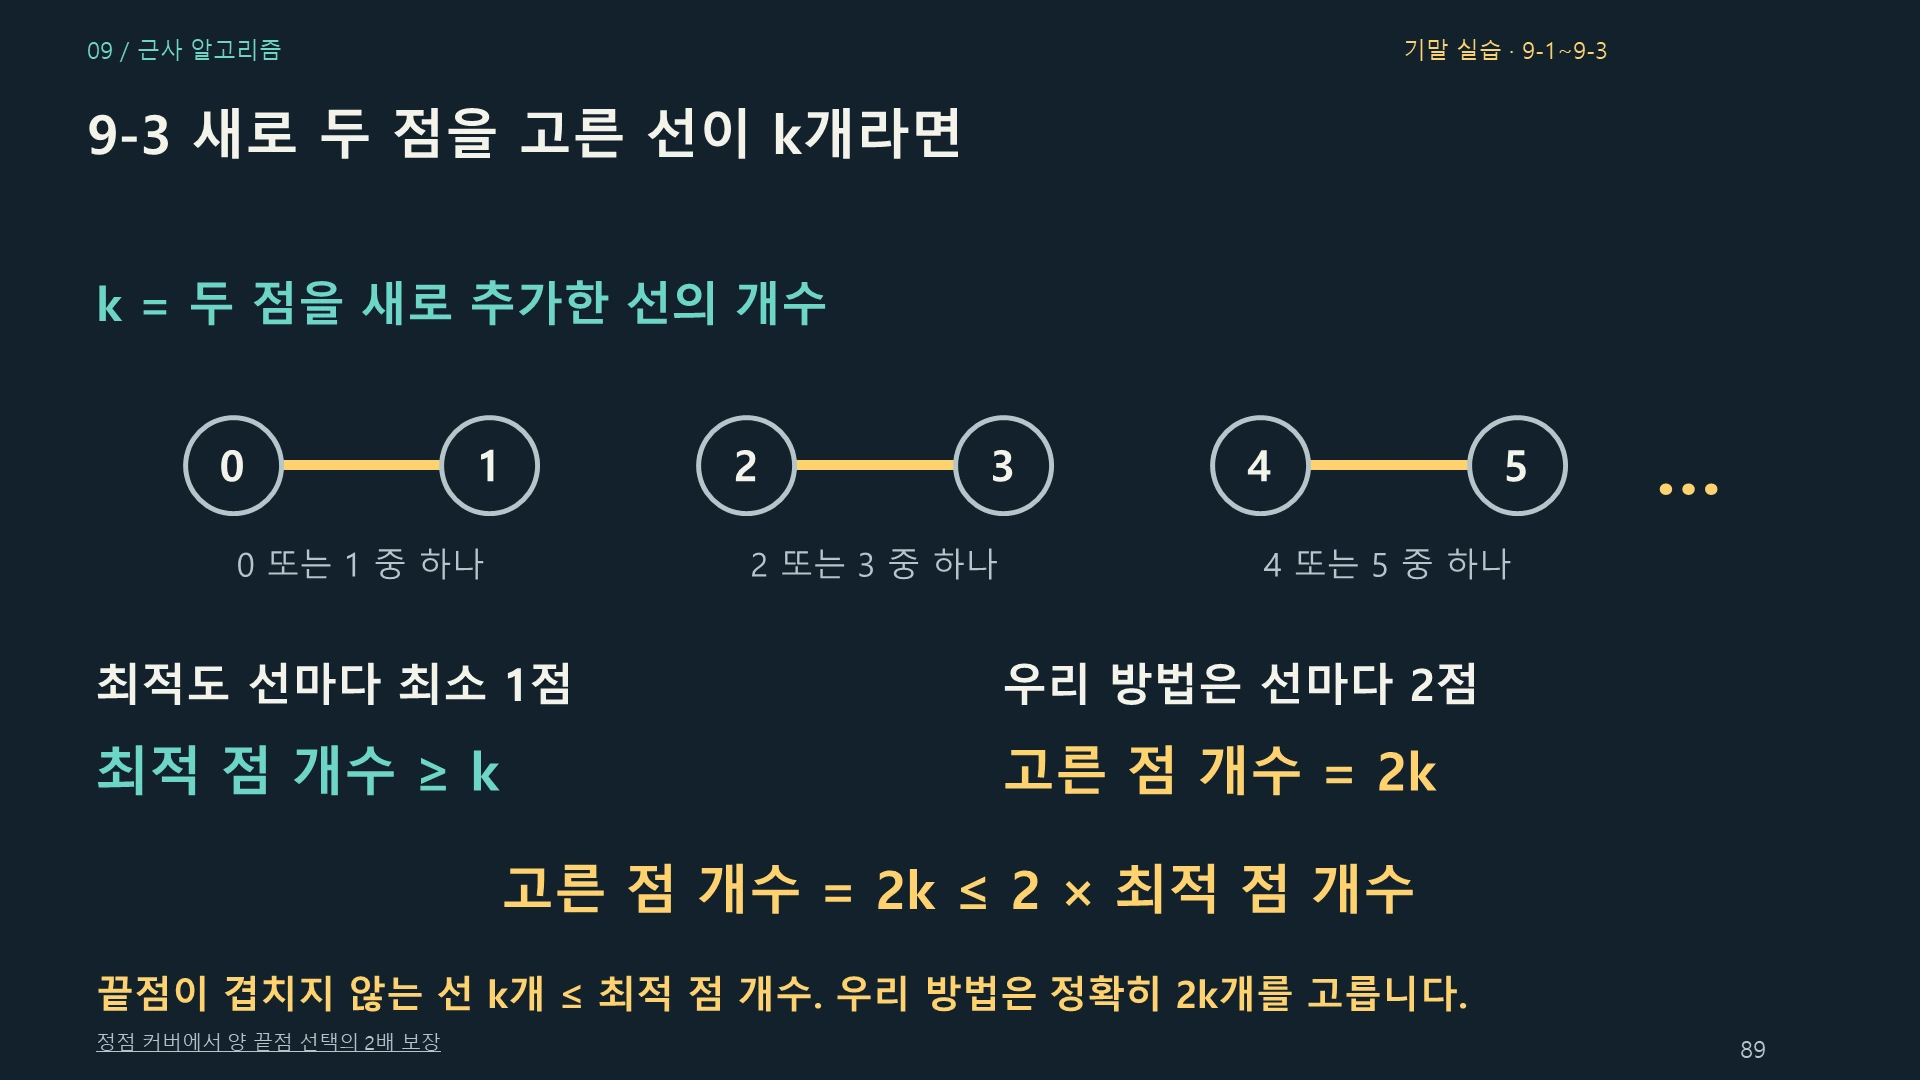 09 / 근사 알고리즘
기말 실습 · 9-1~9-3
9-3 새로 두 점을 고른 선이 k개라면
k = 두 점을 새로 추가한 선의 개수
0 1 2 3 4 5 ...
0 또는 1 중 하나
2 또는 3 중 하나
4 또는 5 중 하나
최적도 선마다 최소 1점
최적 점 개수 ≥ k
우리 방법은 선마다 2점
고른 점 개수 = 2k
고른 점 개수 = 2k ≤ 2 × 최적 점 개수
끝점이 겹치지 않는 선 k개 ≤ 최적 점 개수. 우리 방법은 정확히 2k개를 고릅니다.
정점 커버에서 양 끝점 선택의 2배 보장
89